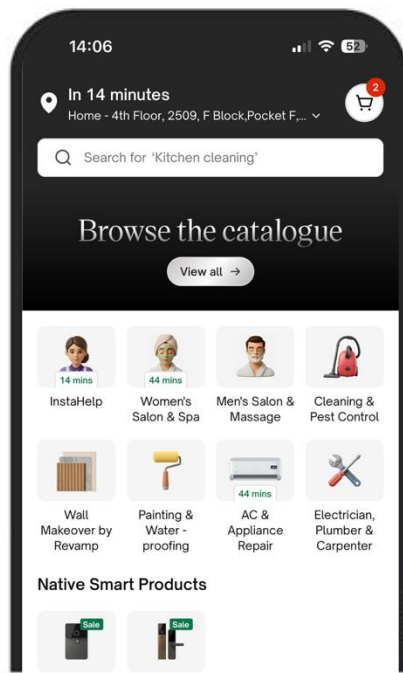 14:06
52
In 14 minutes
2
Home - 4th Floor, 2509, F Block,Pocket F,...
Search for ‘Kitchen cleaning’
Browse the catalogue
View all →
14 mins
44 mins
InstaHelp
Women's
Salon & Spa
Men's Salon &
Massage
Cleaning &
Pest Control
44 mins
Wall
Makeover by
Revamp
Painting &
Water -
proofing
AC &
Appliance
Repair
Electrician,
Plumber &
Carpenter
Native Smart Products
Sale
Sale